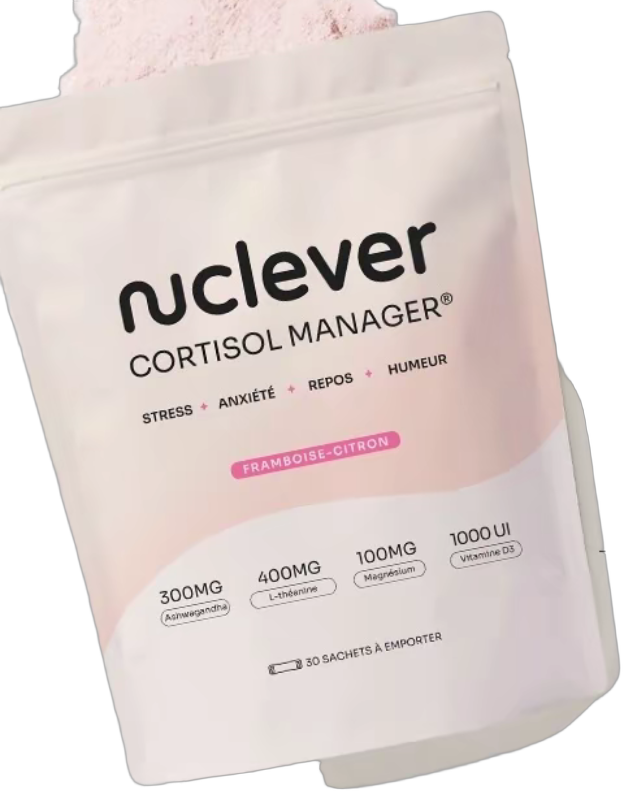 nuclever
CORTISOL MANAGER®
STRESS + ANXIÉTÉ + REPOS + HUMEUR
FRAMBOISE-CITRON
300MG 400MG 100MG 1000 UI
Ashwagandha L-théanine Magnésium Vitamine D3
30 SACHETS À EMPORTER